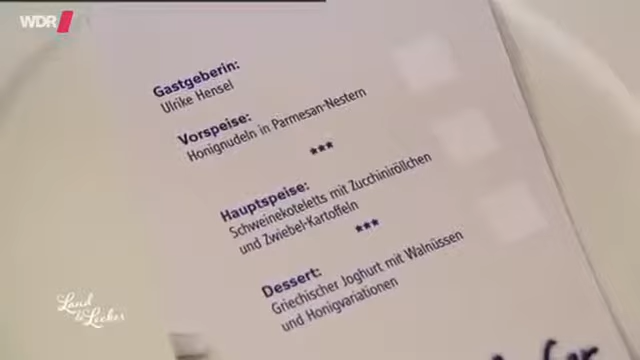 WDR
Gastgeberin:
Ulrike Hensel
Vorspeise:
Honignudeln in Parmesan-Nestern
***
Hauptspeise:
Schweinekoteletts mit Zucchiniröllchen
und Zwiebel-Kartoffeln
***
Dessert:
Griechischer Joghurt mit Walnüssen
und Honigvariationen
Land
& Lecker